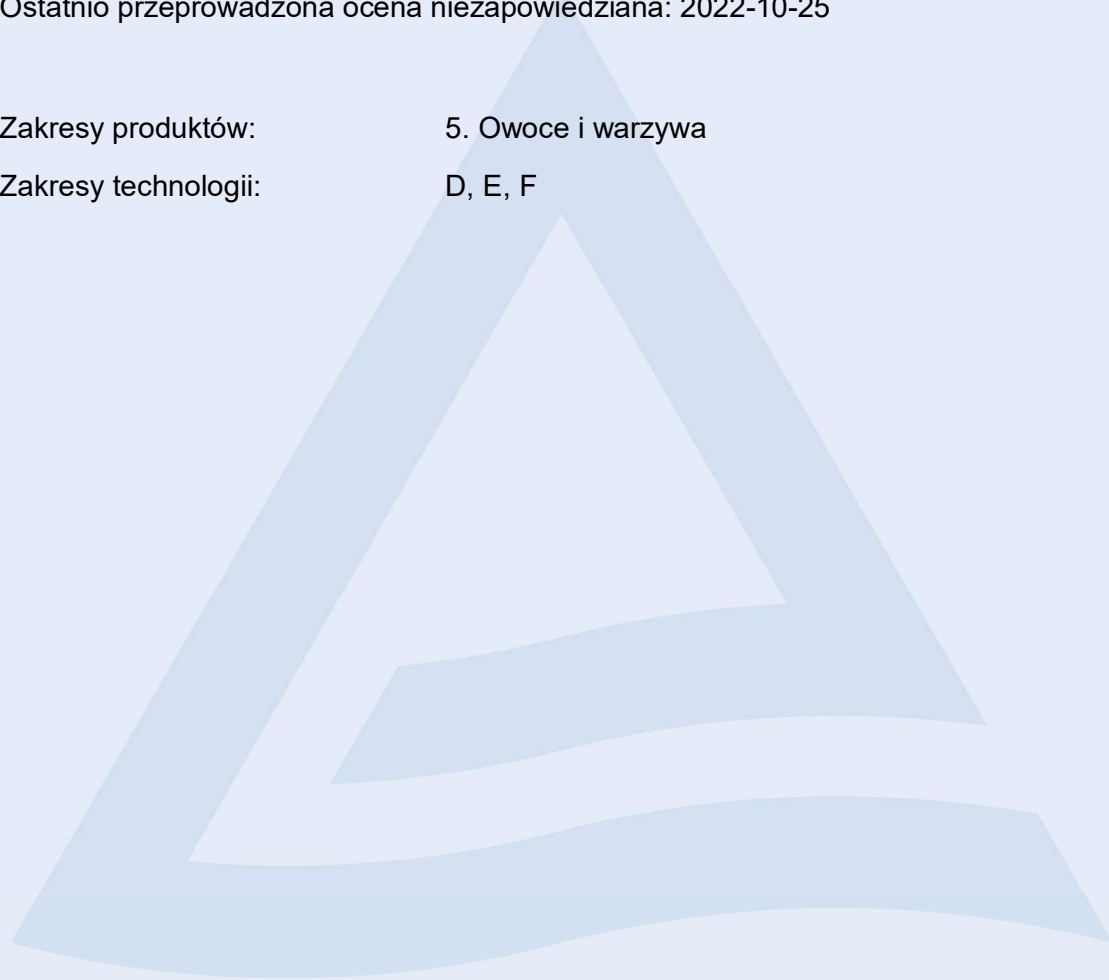 Ostatnio przeprowadzona ocena niezapowiedziana: 2022-10-25
Zakresy produktów: 5. Owoce i warzywa
Zakresy technologii: D, E, F